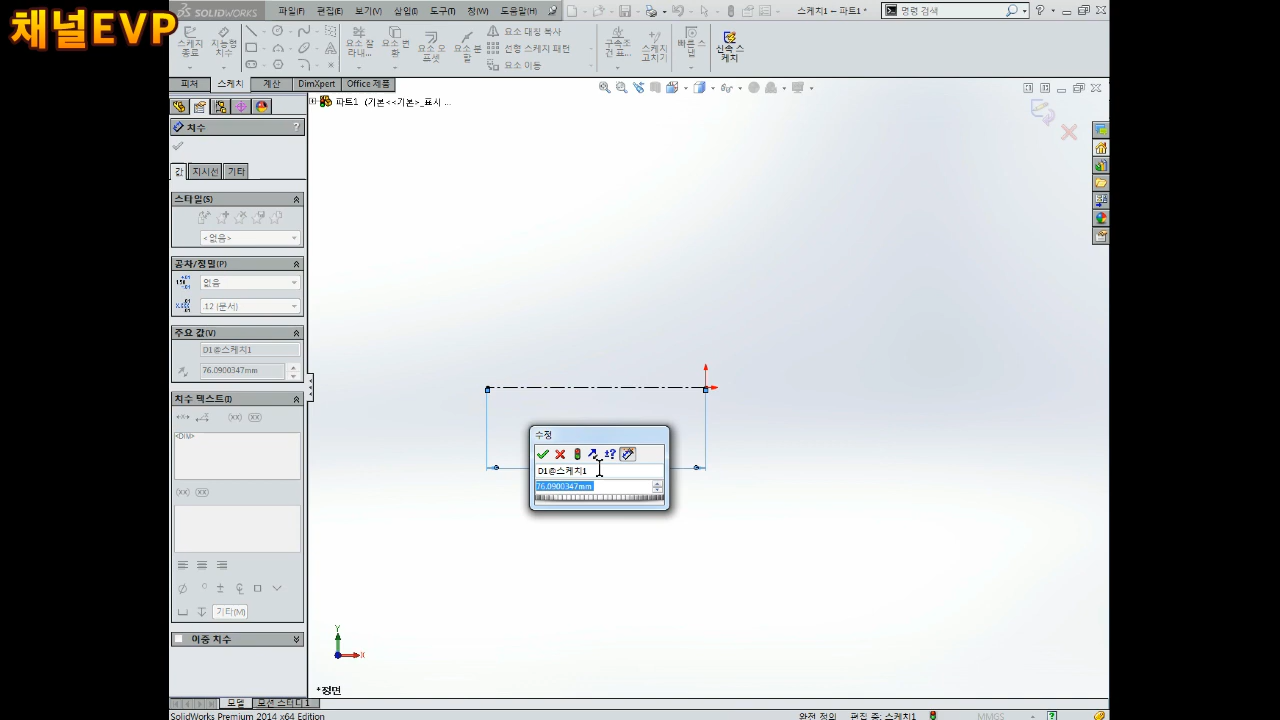 채널EVP
SOLIDWORKS
파일(F)
편집(E)
보기(V)
삽입(I)
도구(T)
창(W)
도움말(H)
스케치1 - 파트1 *
명령 검색
스케치 종료
지능형 치수
요소 잘라내...
요소 변환
요소 오프셋
요소 분할
요소 대칭 복사
선형 스케치 패턴
요소 이동
구속조건 표...
스케치 고치기
빠른 스냅
신속 스케치
피처
스케치
계산
DimXpert
Office 제품
파트1 (기본<<기본>_표시 ...
치수
값
지시선
기타
스타일(S)
<없음>
공차/정밀(P)
없음
.12 (문서)
주요 값(V)
D1@스케치1
76.0900347mm
치수 텍스트(I)
<DIM>
기타(M)
이중 치수
수정
D1@스케치1
76.0900347mm
Y
X
*정면
모델
모션 스터디 1
SolidWorks Premium 2014 x64 Edition
완전 정의
편집 중: 스케치1
MMGS